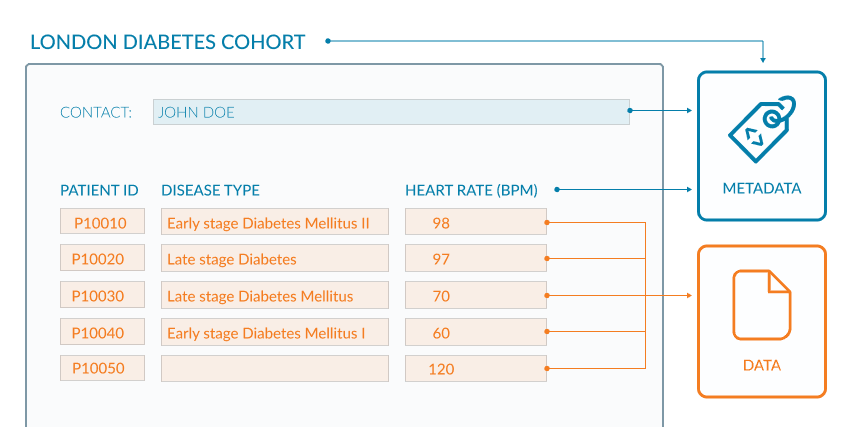 LONDON DIABETES COHORT
CONTACT: JOHN DOE
METADATA
PATIENT ID DISEASE TYPE HEART RATE (BPM)
P10010 Early stage Diabetes Mellitus II 98
P10020 Late stage Diabetes 97
P10030 Late stage Diabetes Mellitus 70
P10040 Early stage Diabetes Mellitus I 60
P10050 120
DATA